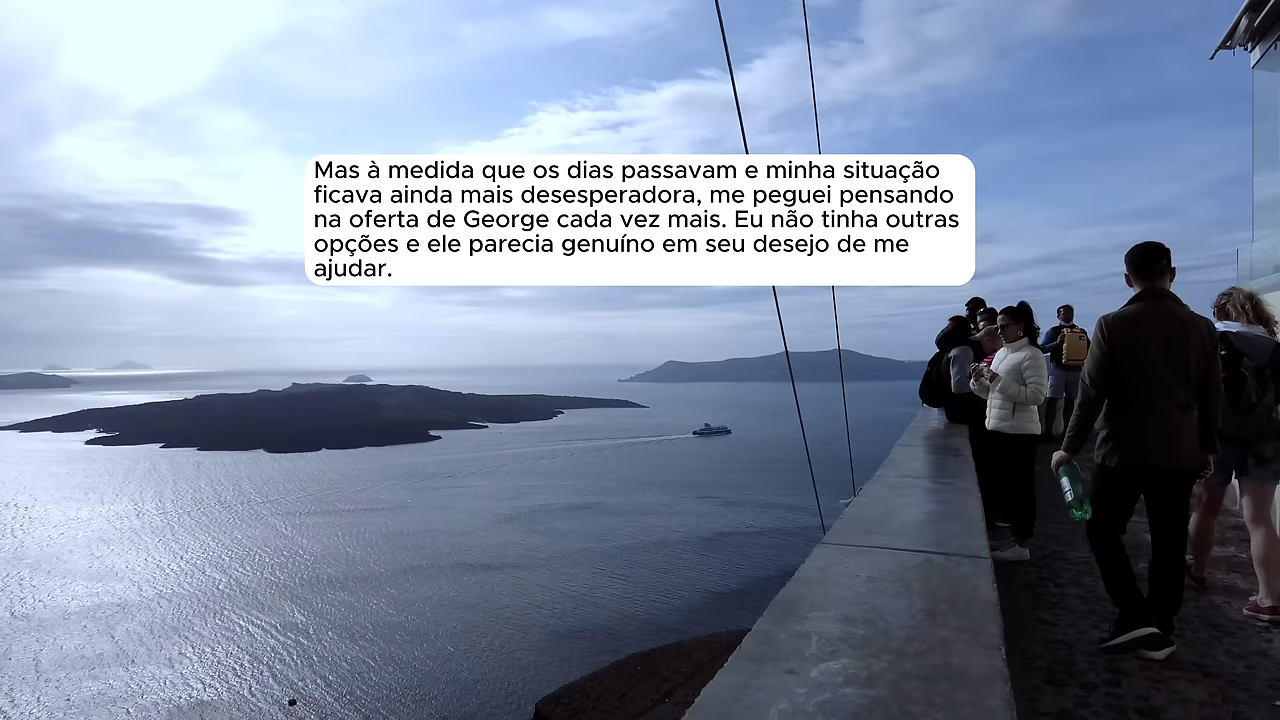 Mas à medida que os dias passavam e minha situação
ficava ainda mais desesperadora, me peguei pensando
na oferta de George cada vez mais. Eu não tinha outras
opções e ele parecia genuíno em seu desejo de me
ajudar.